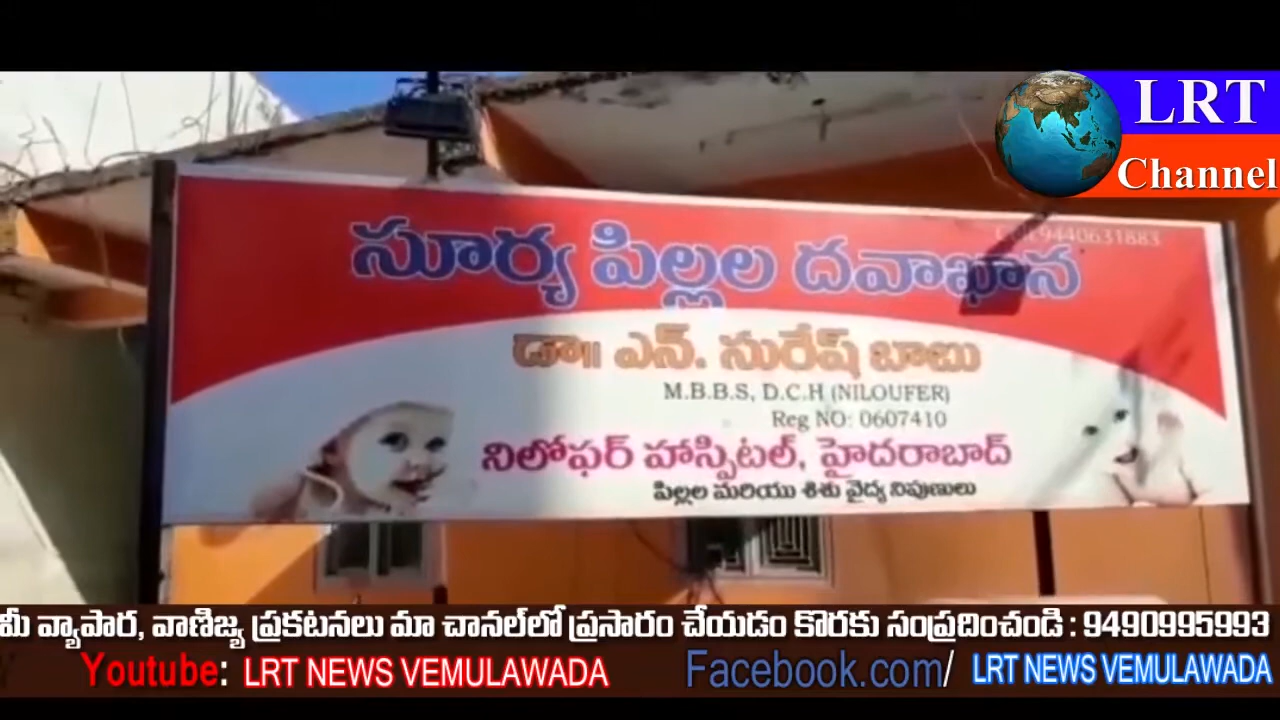 LRT
Channel
9440631883
సూర్య పిల్లల దవాఖాన
డా॥ ఎన్. సురేష్ బాబు
M.B.B.S, D.C.H (NILOUFER)
Reg NO: 0607410
నిలోఫర్ హాస్పిటల్, హైదరాబాద్
పిల్లల మరియు శిశు వైద్య నిపుణులు
మీ వ్యాపార, వాణిజ్య ప్రకటనలు మా చానల్‌లో ప్రసారం చేయడం కొరకు సంప్రదించండి : 9490995993
Youtube: LRT NEWS VEMULAWADA Facebook.com/ LRT NEWS VEMULAWADA